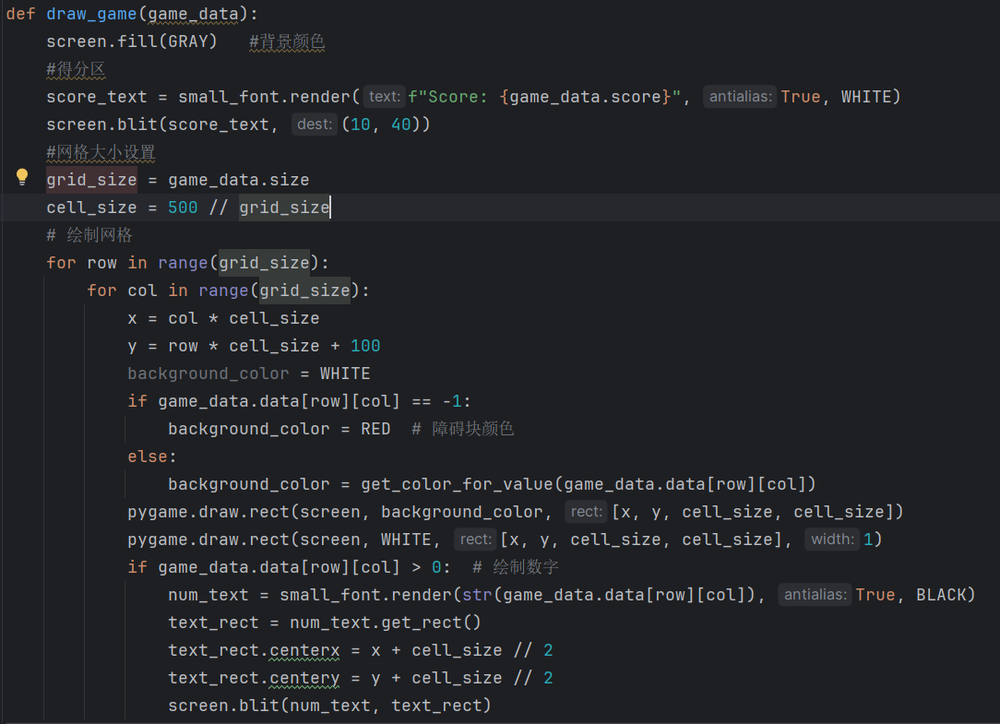 def draw_game(game_data):
    screen.fill(GRAY)   #背景颜色
    #得分区
    score_text = small_font.render( text: f"Score: {game_data.score}",  antialias: True, WHITE)
    screen.blit(score_text,  dest: (10, 40))
    #网格大小设置
    grid_size = game_data.size
    cell_size = 500 // grid_size
    # 绘制网格
    for row in range(grid_size):
        for col in range(grid_size):
            x = col * cell_size
            y = row * cell_size + 100
            background_color = WHITE
            if game_data.data[row][col] == -1:
                background_color = RED  # 障碍块颜色
            else:
                background_color = get_color_for_value(game_data.data[row][col])
            pygame.draw.rect(screen, background_color,  rect: [x, y, cell_size, cell_size])
            pygame.draw.rect(screen, WHITE,  rect: [x, y, cell_size, cell_size],  width: 1)
            if game_data.data[row][col] > 0:  # 绘制数字
                num_text = small_font.render(str(game_data.data[row][col]),  antialias: True, BLACK)
                text_rect = num_text.get_rect()
                text_rect.centerx = x + cell_size // 2
                text_rect.centery = y + cell_size // 2
                screen.blit(num_text, text_rect)